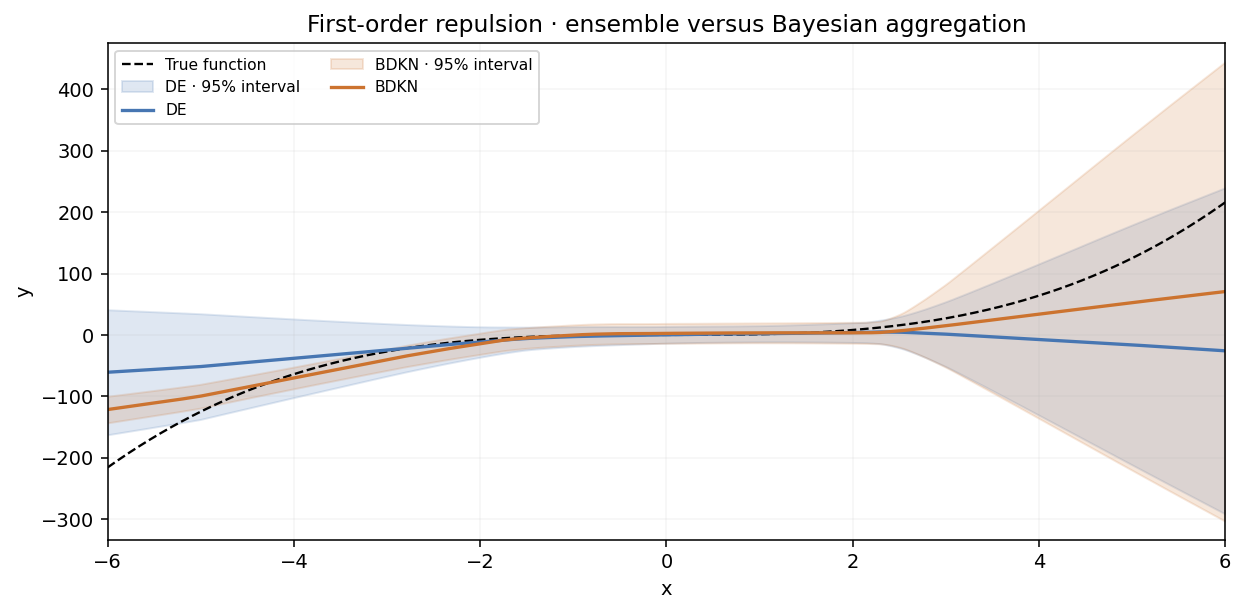 First-order repulsion · ensemble versus Bayesian aggregation
True function
DE · 95% interval
DE
BDKN · 95% interval
BDKN
y
400
300
200
100
0
−100
−200
−300
−6
−4
−2
0
2
4
6
x